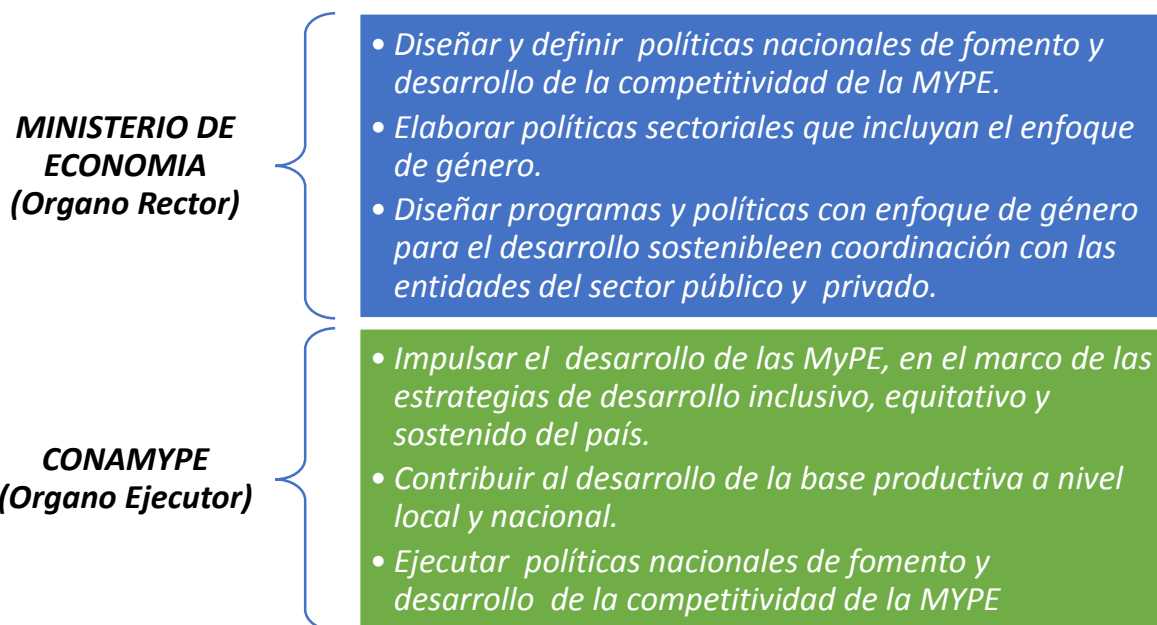 MINISTERIO DE
ECONOMIA
(Organo Rector)
• Diseñar y definir políticas nacionales de fomento y
desarrollo de la competitividad de la MYPE.
• Elaborar políticas sectoriales que incluyan el enfoque
de género.
• Diseñar programas y políticas con enfoque de género
para el desarrollo sostenibleen coordinación con las
entidades del sector público y privado.
CONAMYPE
(Organo Ejecutor)
• Impulsar el desarrollo de las MyPE, en el marco de las
estrategias de desarrollo inclusivo, equitativo y
sostenido del país.
• Contribuir al desarrollo de la base productiva a nivel
local y nacional.
• Ejecutar políticas nacionales de fomento y
desarrollo de la competitividad de la MYPE